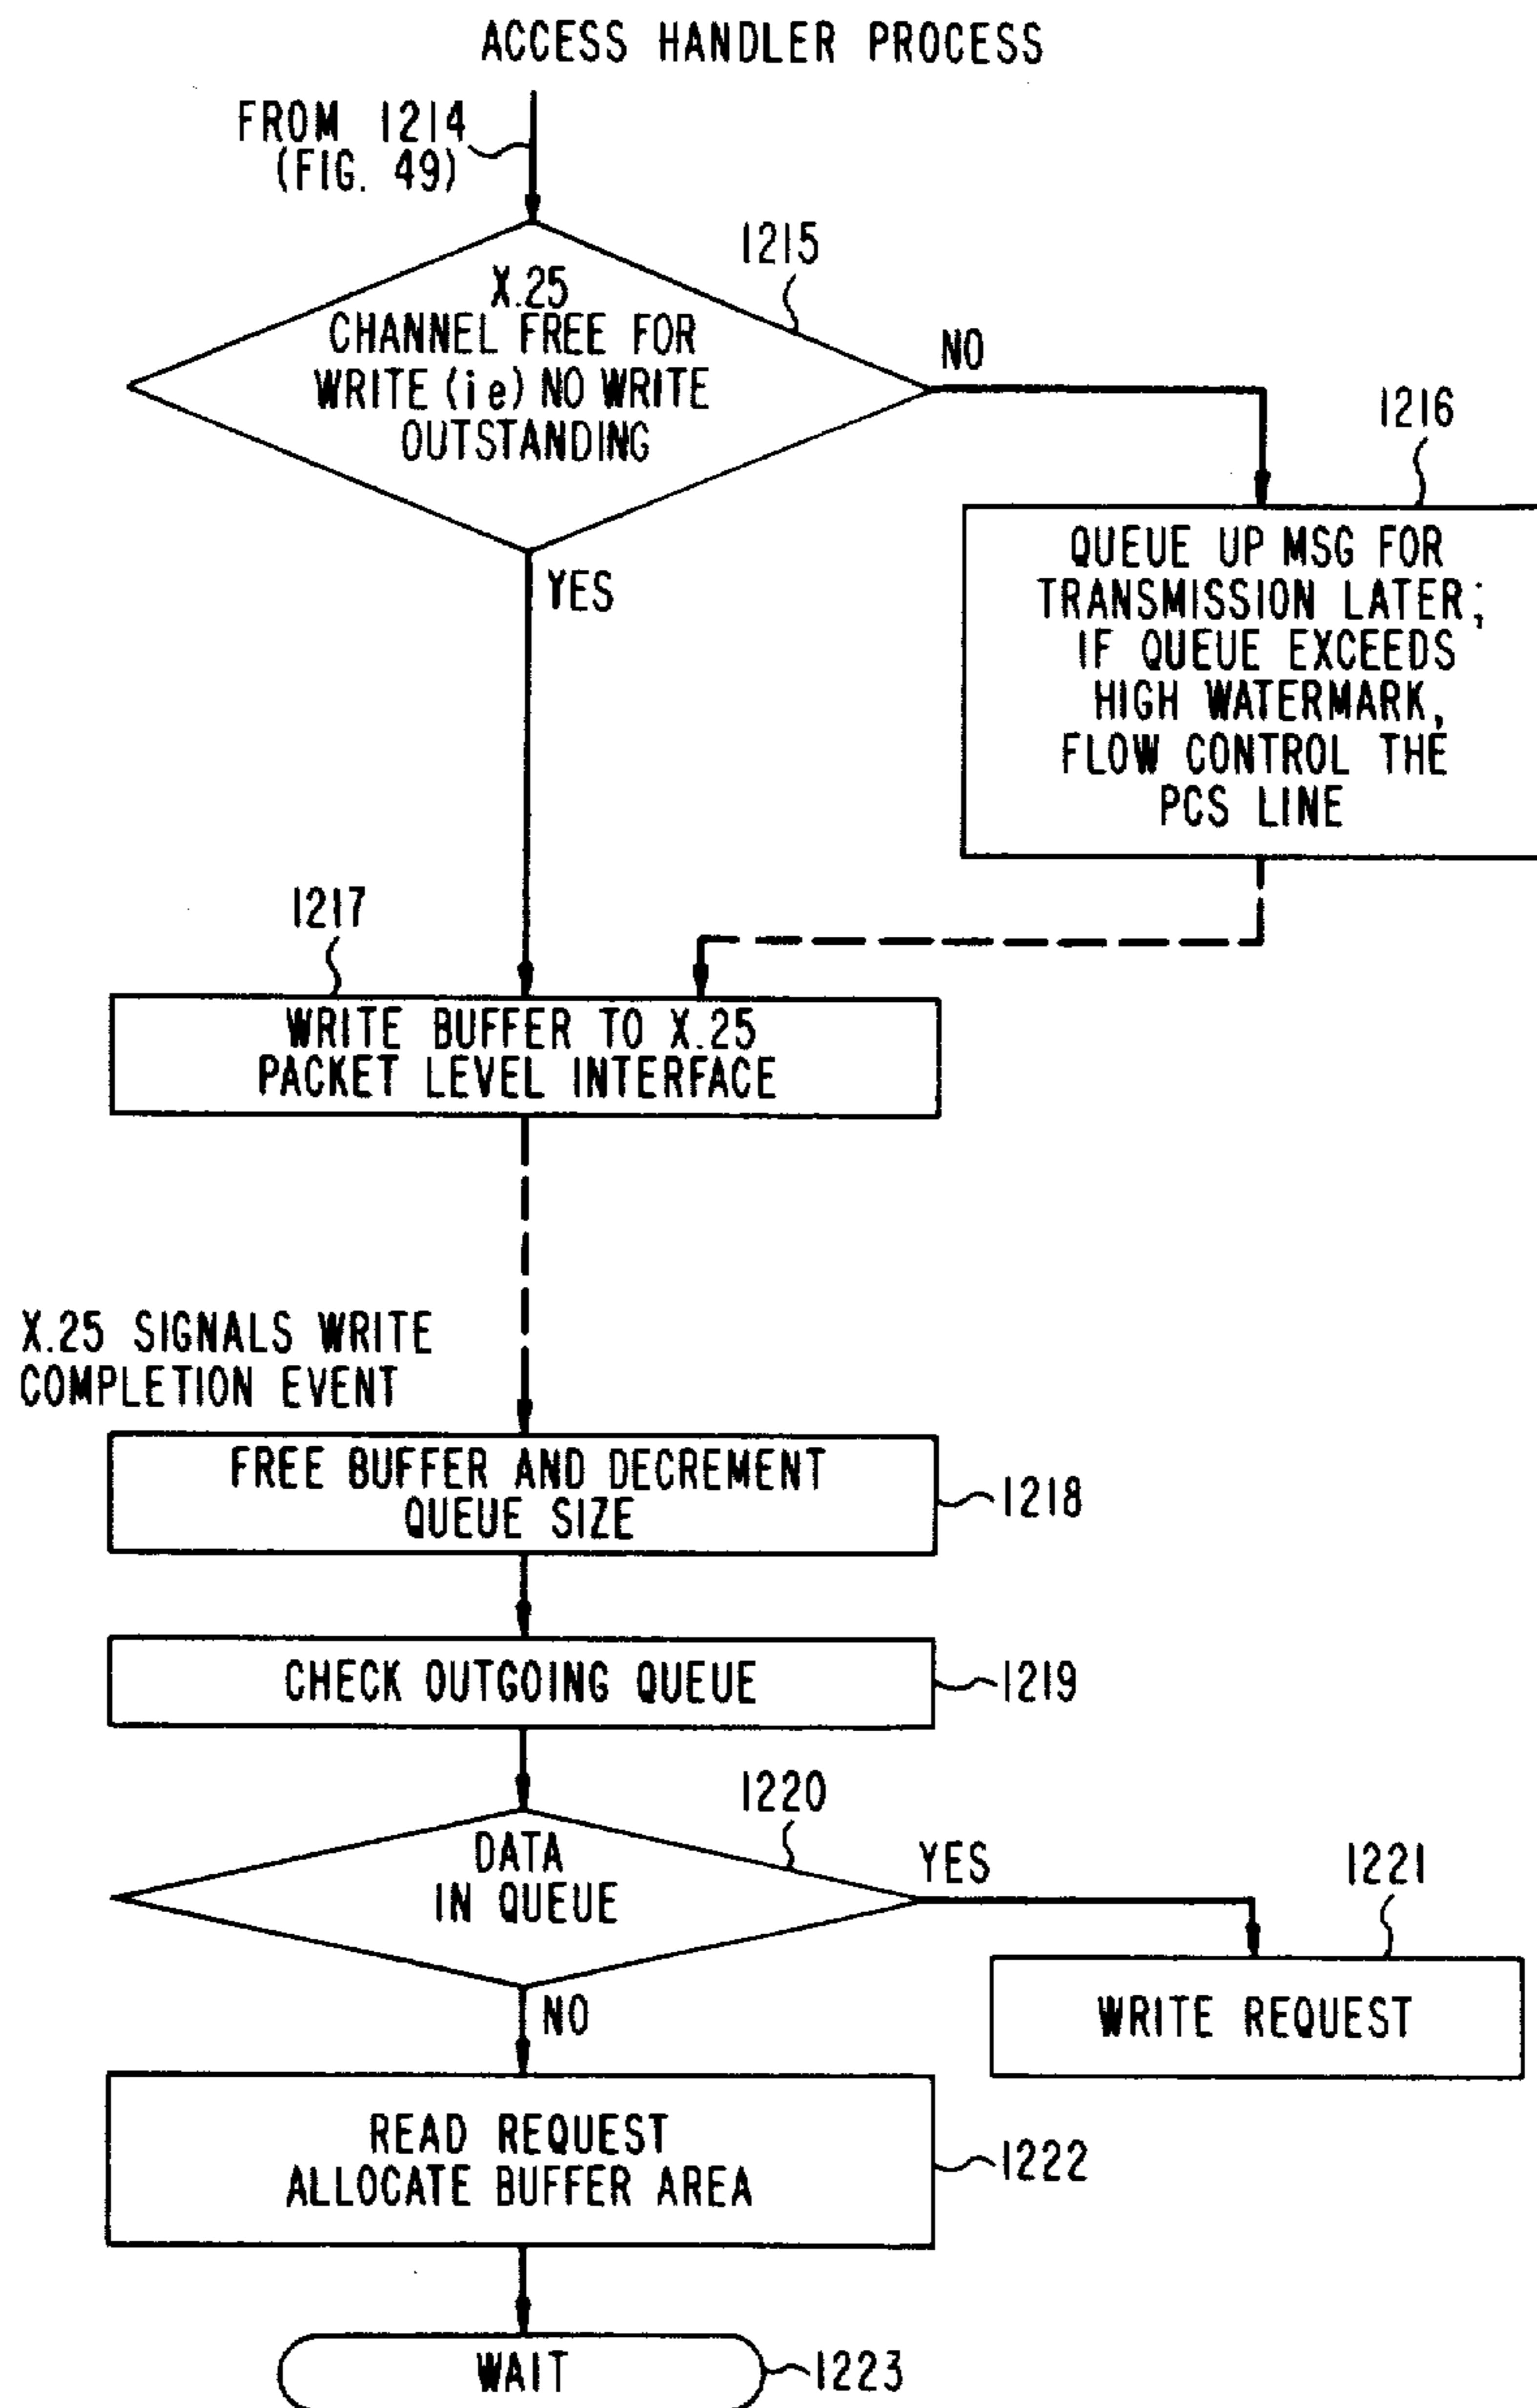 ACCESS HANDLER PROCESS
FROM 1214
(FIG. 49)
1215
X.25
CHANNEL FREE FOR
WRITE (ie) NO WRITE
OUTSTANDING
NO
1216
QUEUE UP MSG FOR
TRANSMISSION LATER;
IF QUEUE EXCEEDS
HIGH WATERMARK,
FLOW CONTROL THE
PCS LINE
YES
1217
WRITE BUFFER TO X.25
PACKET LEVEL INTERFACE
X.25 SIGNALS WRITE
COMPLETION EVENT
FREE BUFFER AND DECREMENT
QUEUE SIZE
1218
CHECK OUTGOING QUEUE
1219
1220
DATA
IN QUEUE
YES
1221
WRITE REQUEST
NO
READ REQUEST
ALLOCATE BUFFER AREA
1222
WAIT
1223